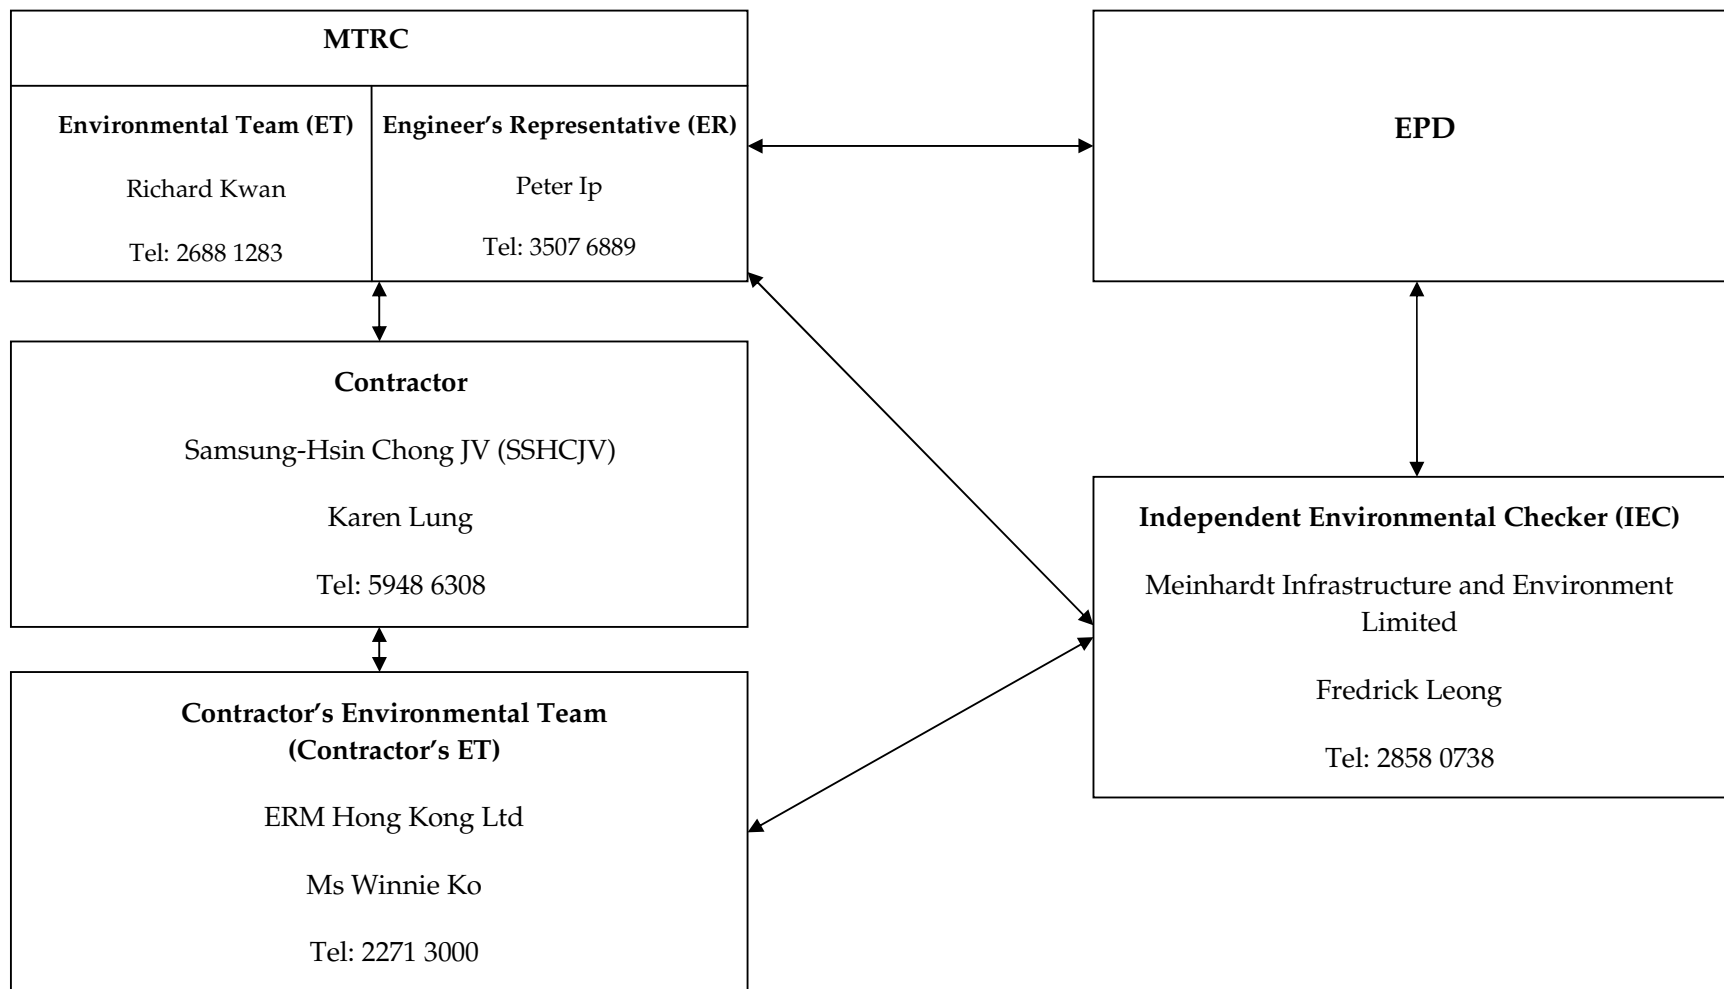 MTRC
Environmental Team (ET)
Richard Kwan
Tel: 2688 1283
Engineer’s Representative (ER)
Peter Ip
Tel: 3507 6889
EPD
Contractor
Samsung-Hsin Chong JV (SSHCJV)
Karen Lung
Tel: 5948 6308
Independent Environmental Checker (IEC)
Meinhardt Infrastructure and Environment
Limited
Fredrick Leong
Tel: 2858 0738
Contractor’s Environmental Team
(Contractor’s ET)
ERM Hong Kong Ltd
Ms Winnie Ko
Tel: 2271 3000